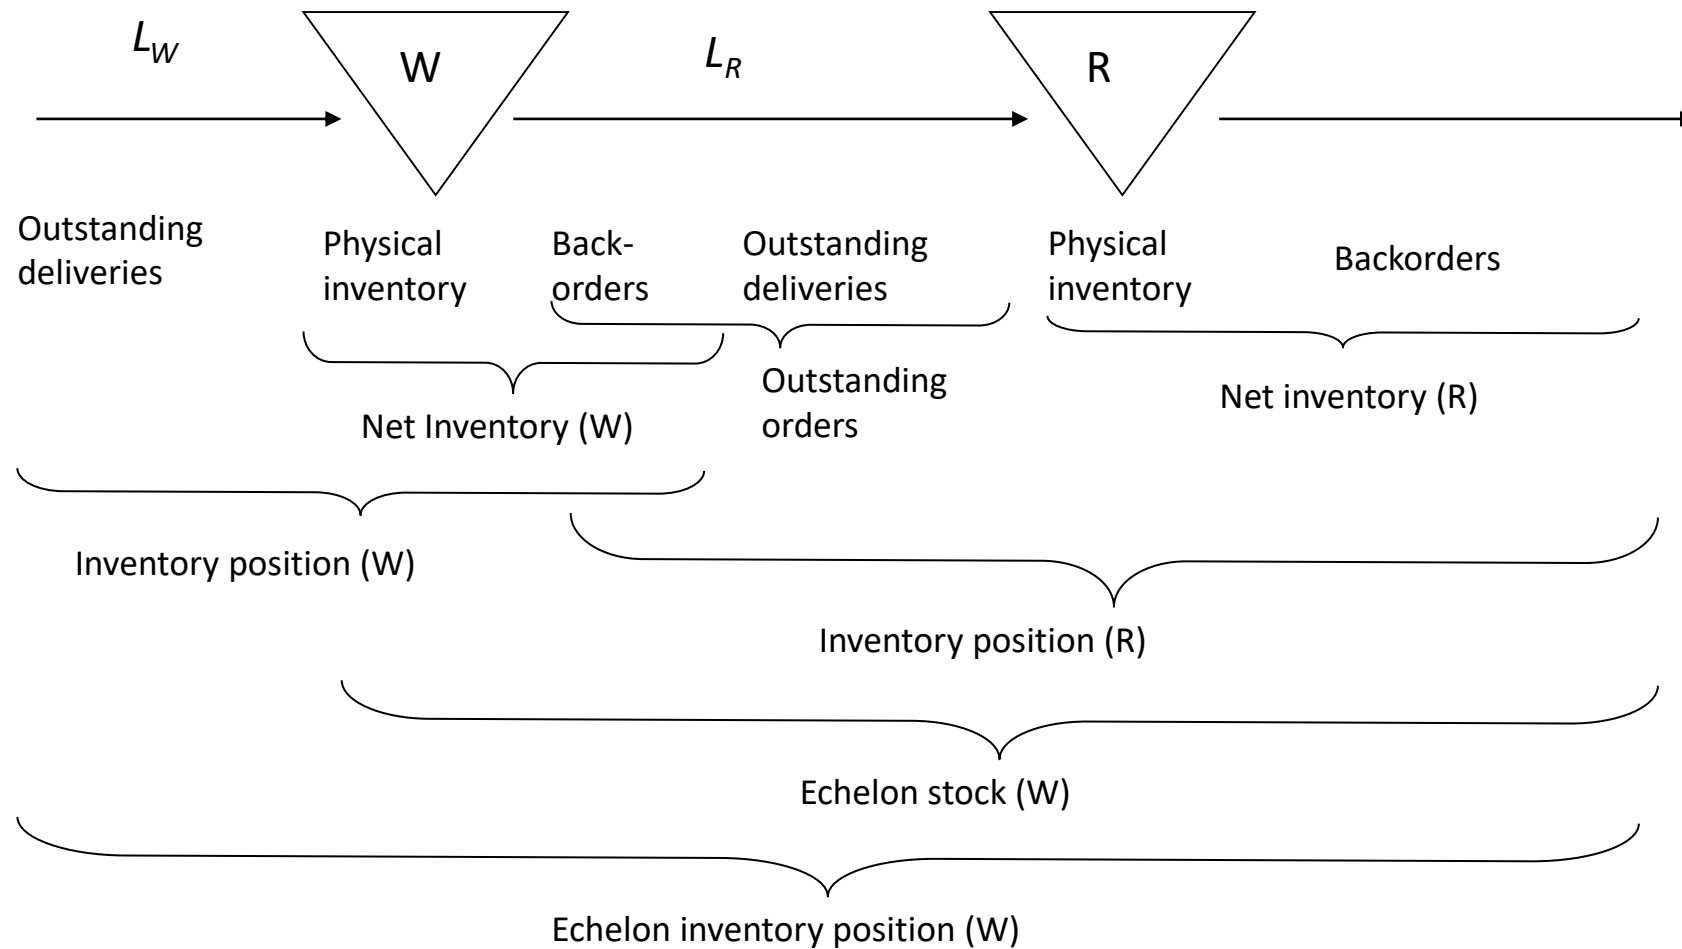 L_W
W
L_R
R
Outstanding
deliveries
Physical
inventory
Back-
orders
Outstanding
deliveries
Physical
inventory
Backorders
Outstanding
orders
Net inventory (R)
Net Inventory (W)
Inventory position (W)
Inventory position (R)
Echelon stock (W)
Echelon inventory position (W)